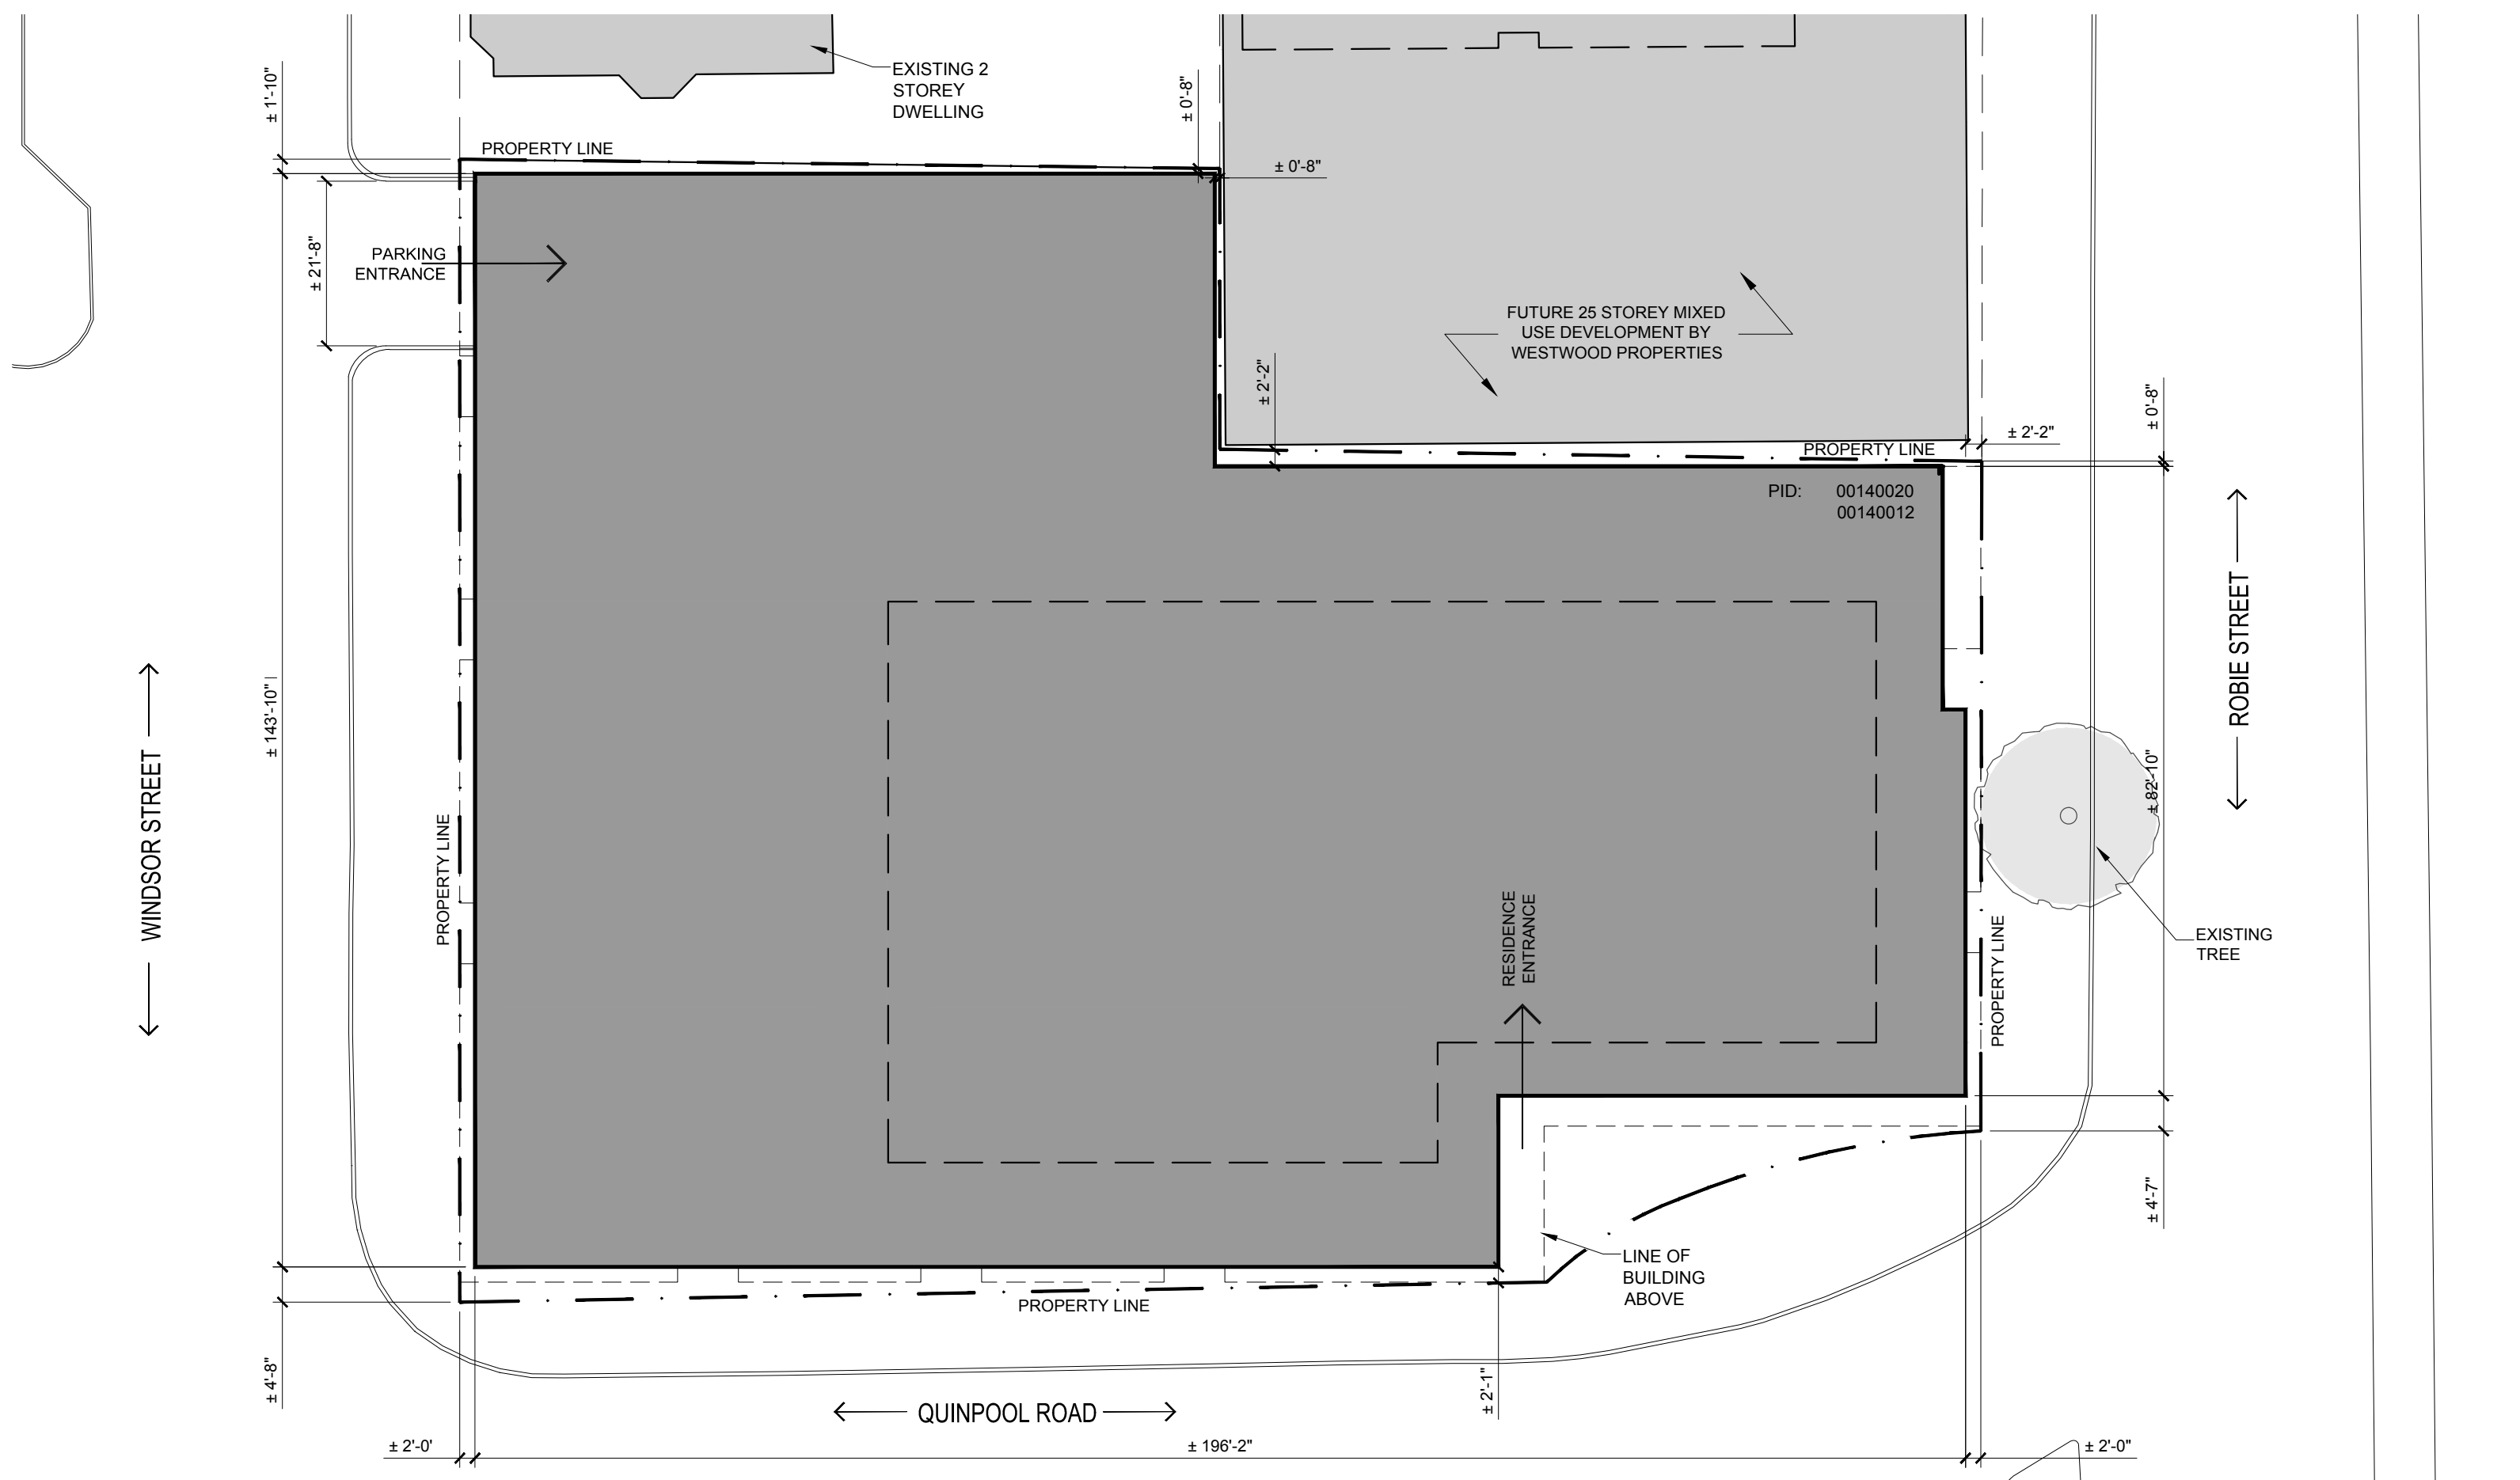 ± 1'-10"
EXISTING 2
STOREY
DWELLING
± 0'-8"
PROPERTY LINE
± 0'-8"
± 21'-8"
PARKING
ENTRANCE
FUTURE 25 STOREY MIXED
USE DEVELOPMENT BY
WESTWOOD PROPERTIES
± 2'-2"
± 0'-8"
± 2'-2"
PROPERTY LINE
PID: 00140020
00140012
ROBIE STREET
± 143'-10"
WINDSOR STREET
PROPERTY LINE
± 82'-10"
RESIDENCE
ENTRANCE
EXISTING
TREE
PROPERTY LINE
± 4'-7"
LINE OF
BUILDING
ABOVE
PROPERTY LINE
± 4'-8"
± 2'-1"
QUINPOOL ROAD
± 2'-0'
± 196'-2"
± 2'-0"